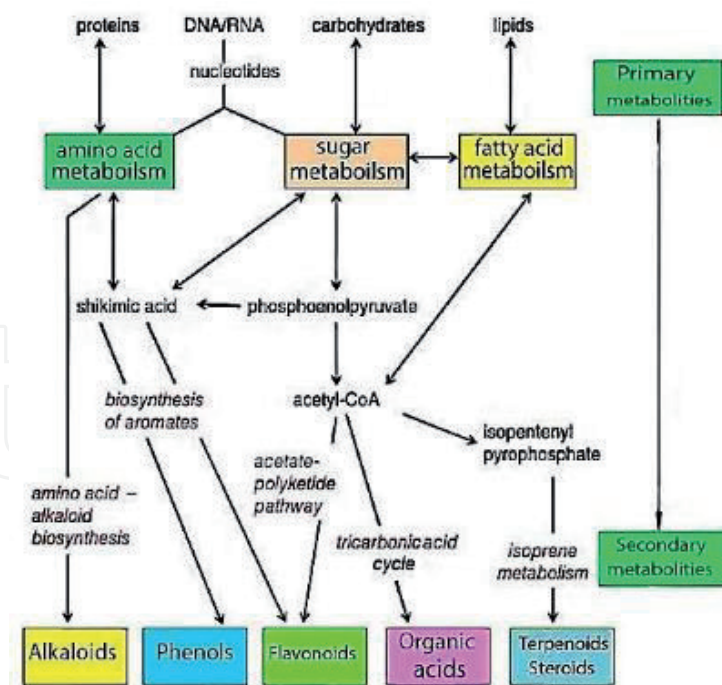 proteins
DNA/RNA
carbohydrates
lipids
nucleotides
Primary
metabolities
amino acid
metaboilsm
sugar
metaboilsm
fatty acid
metaboilsm
shikimic acid
phosphoenolpyruvate
biosynthesis
of aromates
acetyl-CoA
isopentenyl
pyrophosphate
acetate-
polyketide
pathway
amino acid –
alkaloid
biosynthesis
tricarbonic acid
cycle
isoprene
metabolism
Secondary
metabolities
Alkaloids
Phenols
Flavonoids
Organic
acids
Terpenoids
Steroids